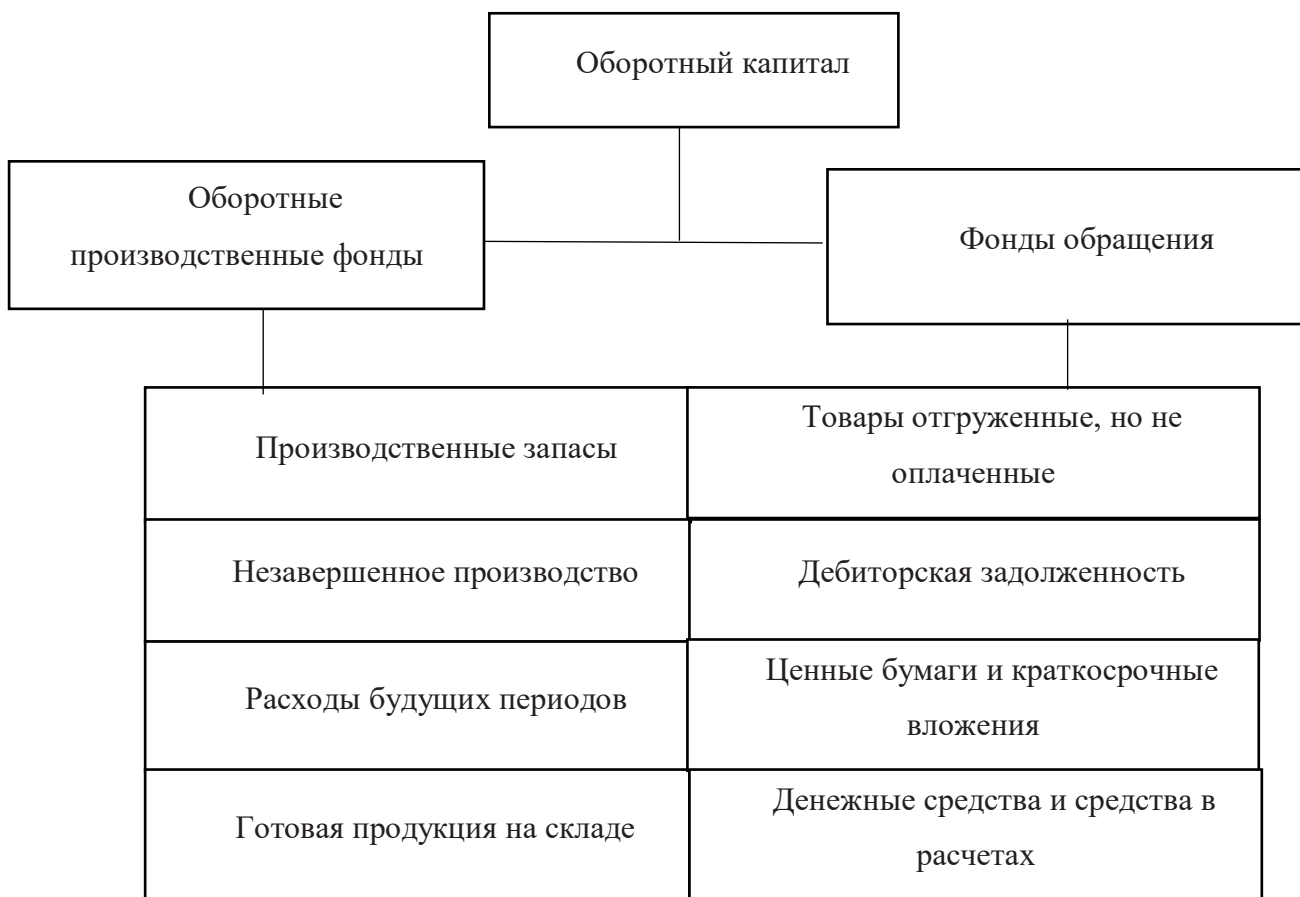 Оборотный капитал
Оборотные
производственные фонды
Фонды обращения
Производственные запасы
Товары отгруженные, но не
оплаченные
Незавершенное производство
Дебиторская задолженность
Расходы будущих периодов
Ценные бумаги и краткосрочные
вложения
Готовая продукция на складе
Денежные средства и средства в
расчетах